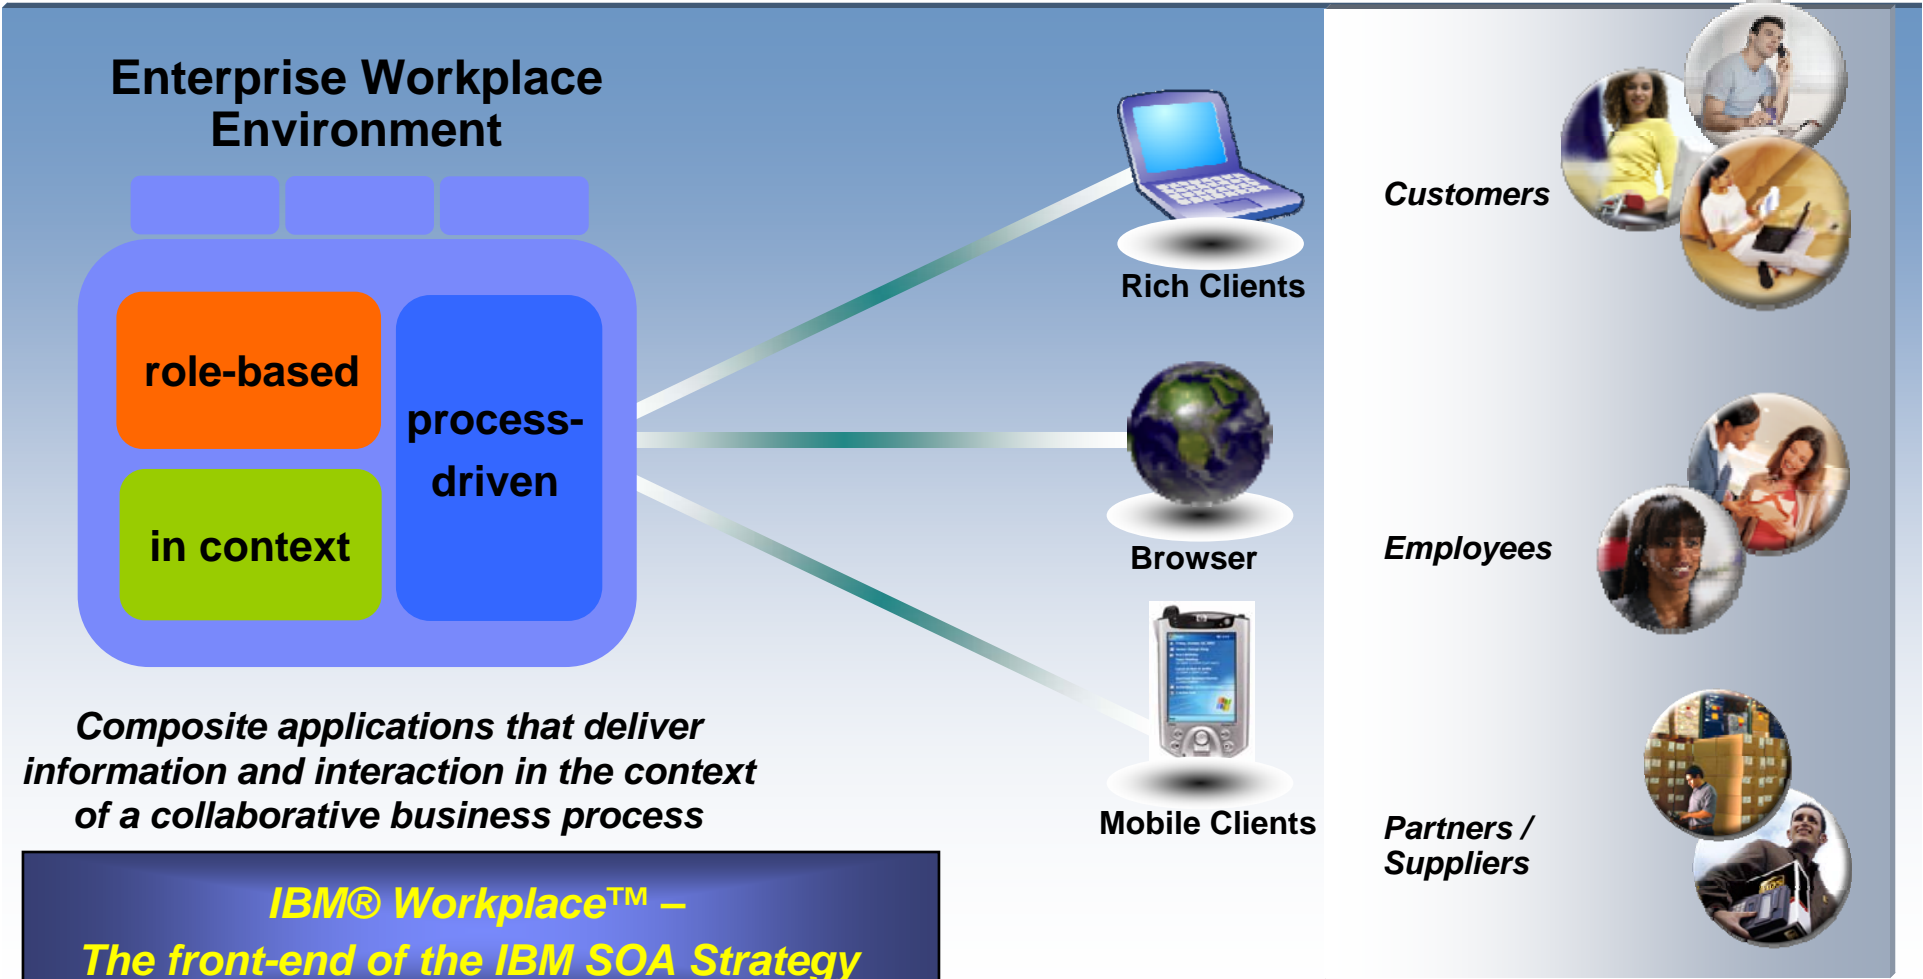 Enterprise Workplace
Environment
role-based
process-
driven
in context
Composite applications that deliver
information and interaction in the context
of a collaborative business process
IBM® Workplace™ –
The front-end of the IBM SOA Strategy
Rich Clients
Browser
Mobile Clients
Customers
Employees
Partners /
Suppliers